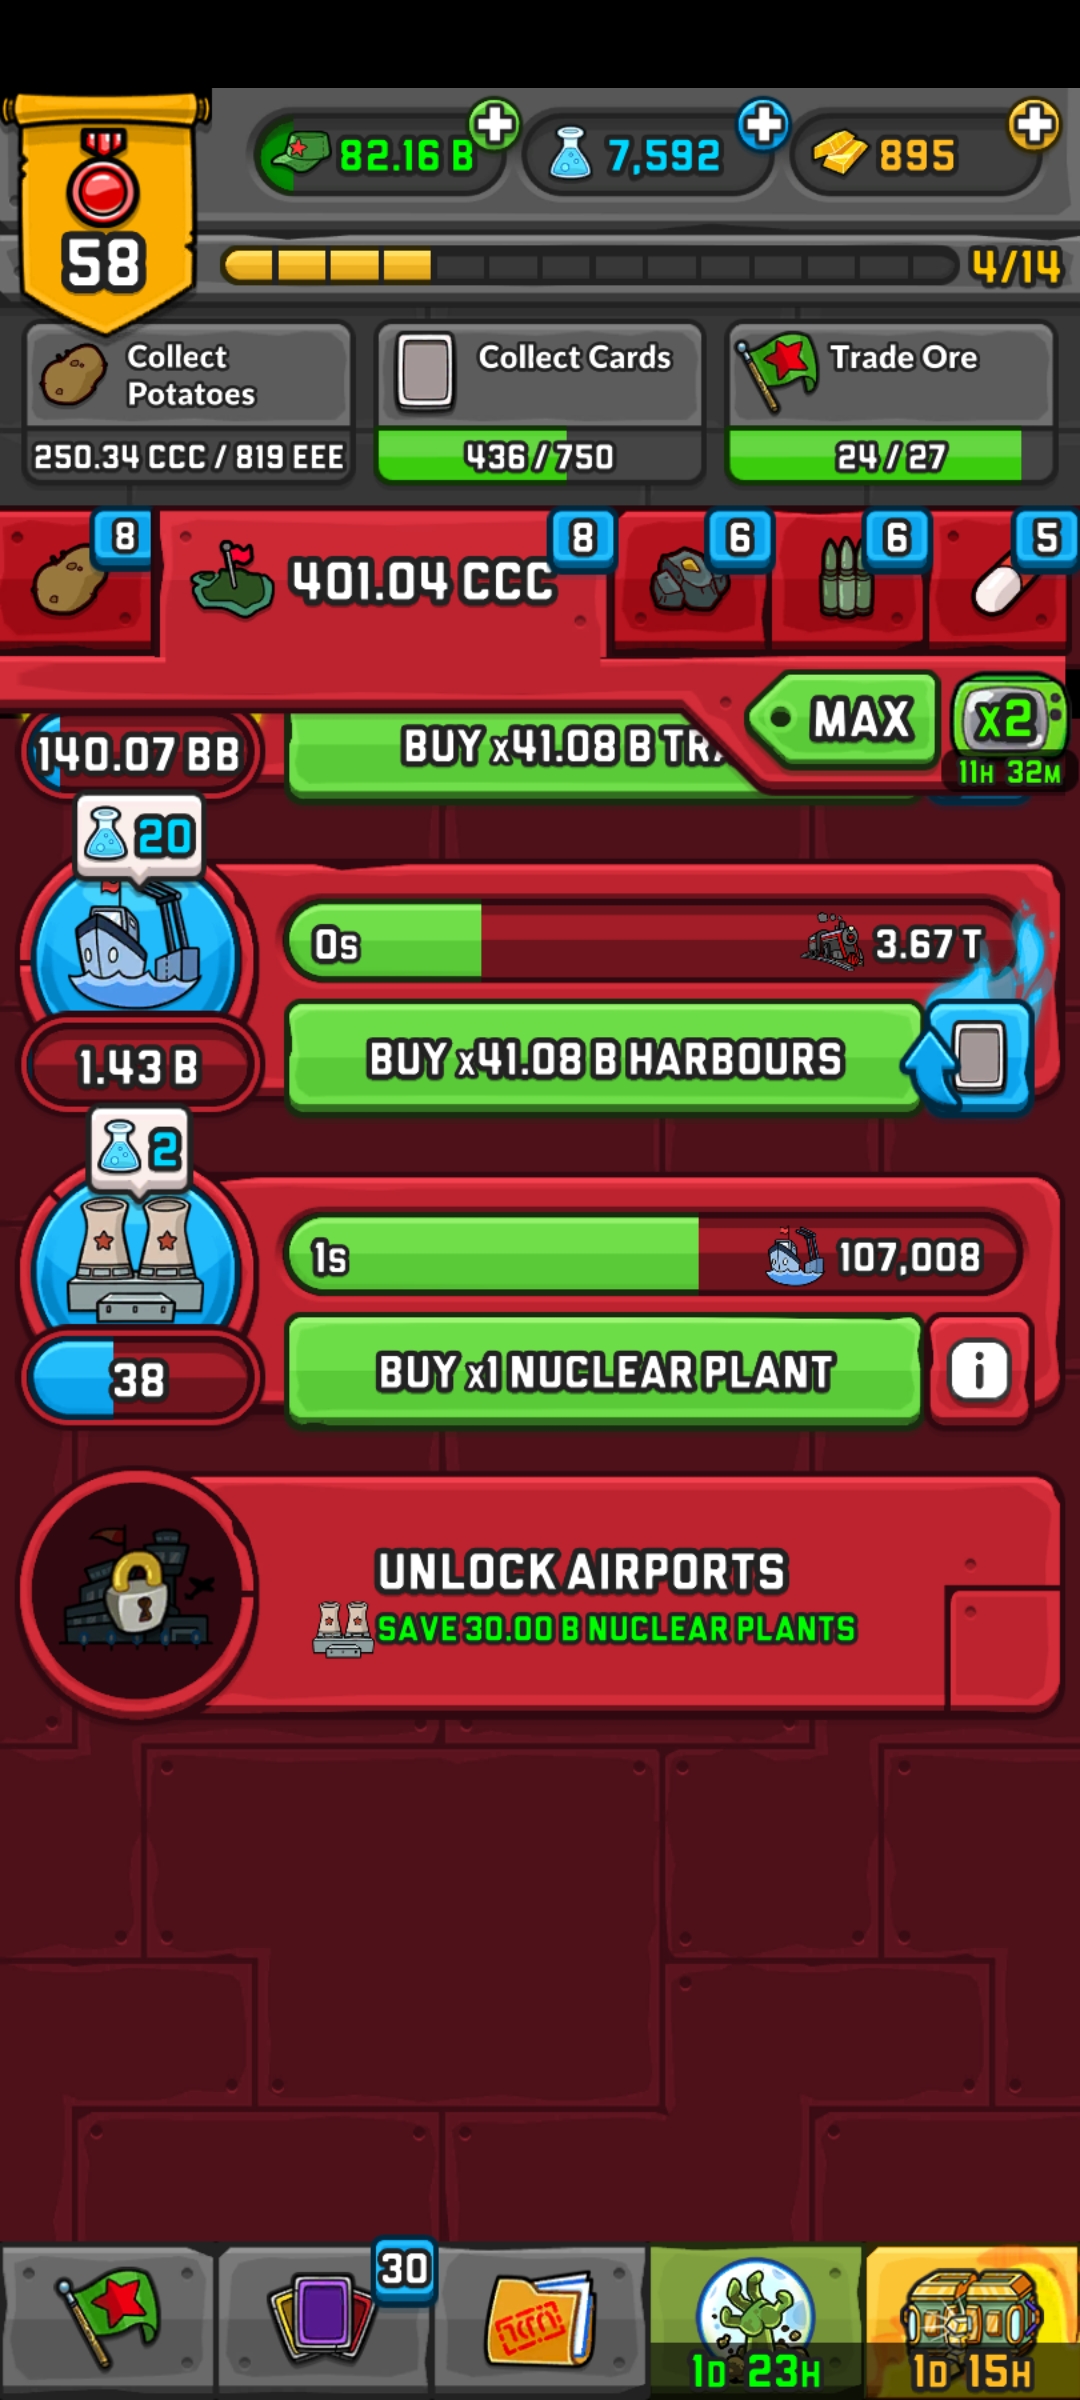 58
82.16 B
7,592
895
4/14
Collect
Potatoes
250.34 CCC / 819 EEE
Collect Cards
436 / 750
Trade Ore
24 / 27
8
401.04 CCC
8
6
6
5
MAX
x2
11H 32M
140.07 BB
BUY x41.08 B
20
0s
3.67 T
1.43 B
BUY x41.08 B HARBOURS
2
1s
107,008
38
BUY x1 NUCLEAR PLANT
i
UNLOCK AIRPORTS
SAVE 30.00 B NUCLEAR PLANTS
30
1D 23H
1D 15H